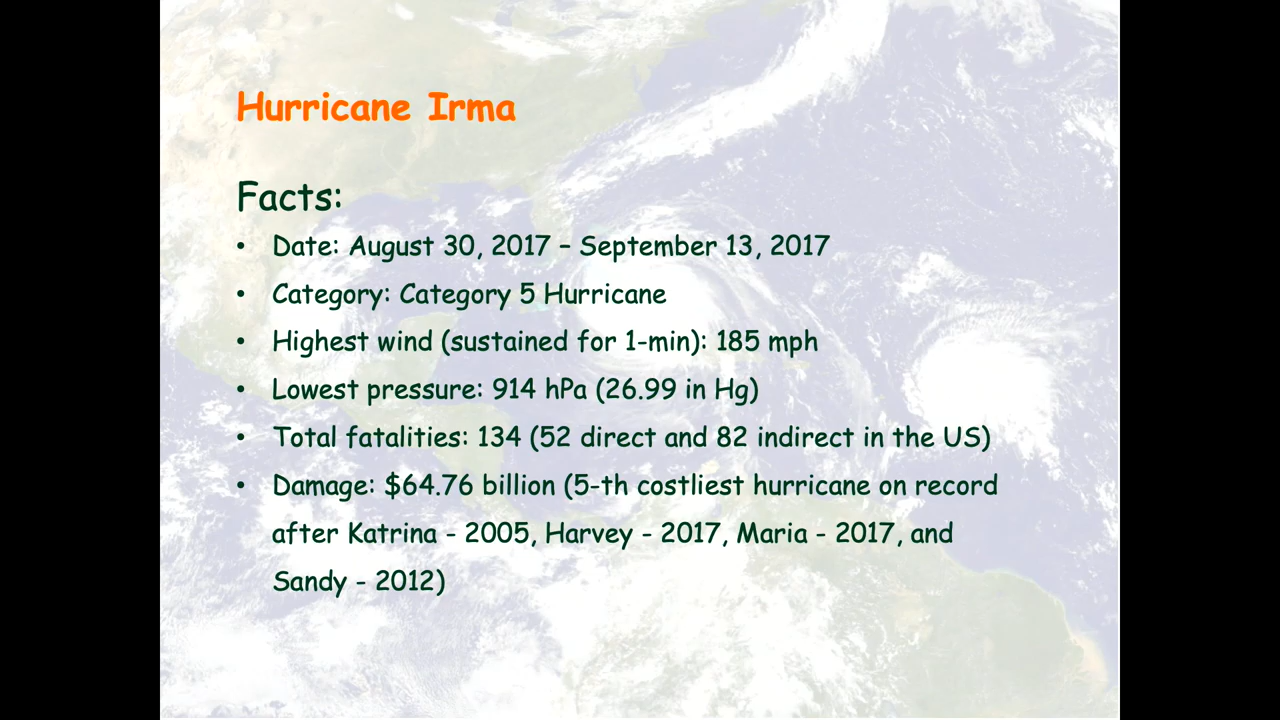 Hurricane Irma
Facts:
• Date: August 30, 2017 – September 13, 2017
• Category: Category 5 Hurricane
• Highest wind (sustained for 1-min): 185 mph
• Lowest pressure: 914 hPa (26.99 in Hg)
• Total fatalities: 134 (52 direct and 82 indirect in the US)
• Damage: $64.76 billion (5-th costliest hurricane on record
after Katrina - 2005, Harvey - 2017, Maria - 2017, and
Sandy - 2012)